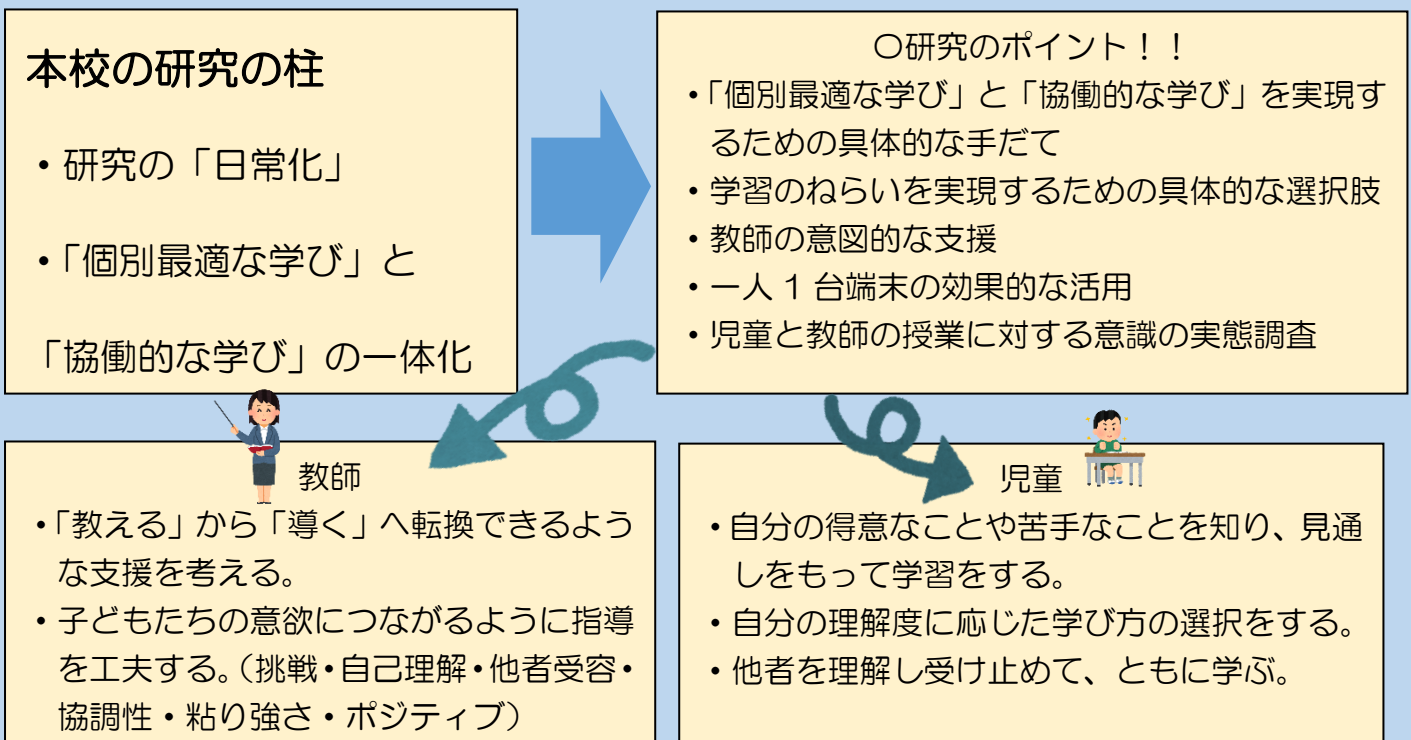 本校の研究の柱
・研究の「日常化」
・「個別最適な学び」と
「協働的な学び」の一体化
〇研究のポイント！！
・「個別最適な学び」と「協働的な学び」を実現す
るための具体的な手だて
・学習のねらいを実現するための具体的な選択肢
・教師の意図的な支援
・一人１台端末の効果的な活用
・児童と教師の授業に対する意識の実態調査
教師
・「教える」から「導く」へ転換できるよう
な支援を考える。
・子どもたちの意欲につながるように指導
を工夫する。（挑戦・自己理解・他者受容・
協調性・粘り強さ・ポジティブ）
児童
・自分の得意なことや苦手なことを知り、見通
しをもって学習をする。
・自分の理解度に応じた学び方の選択をする。
・他者を理解し受け止めて、ともに学ぶ。